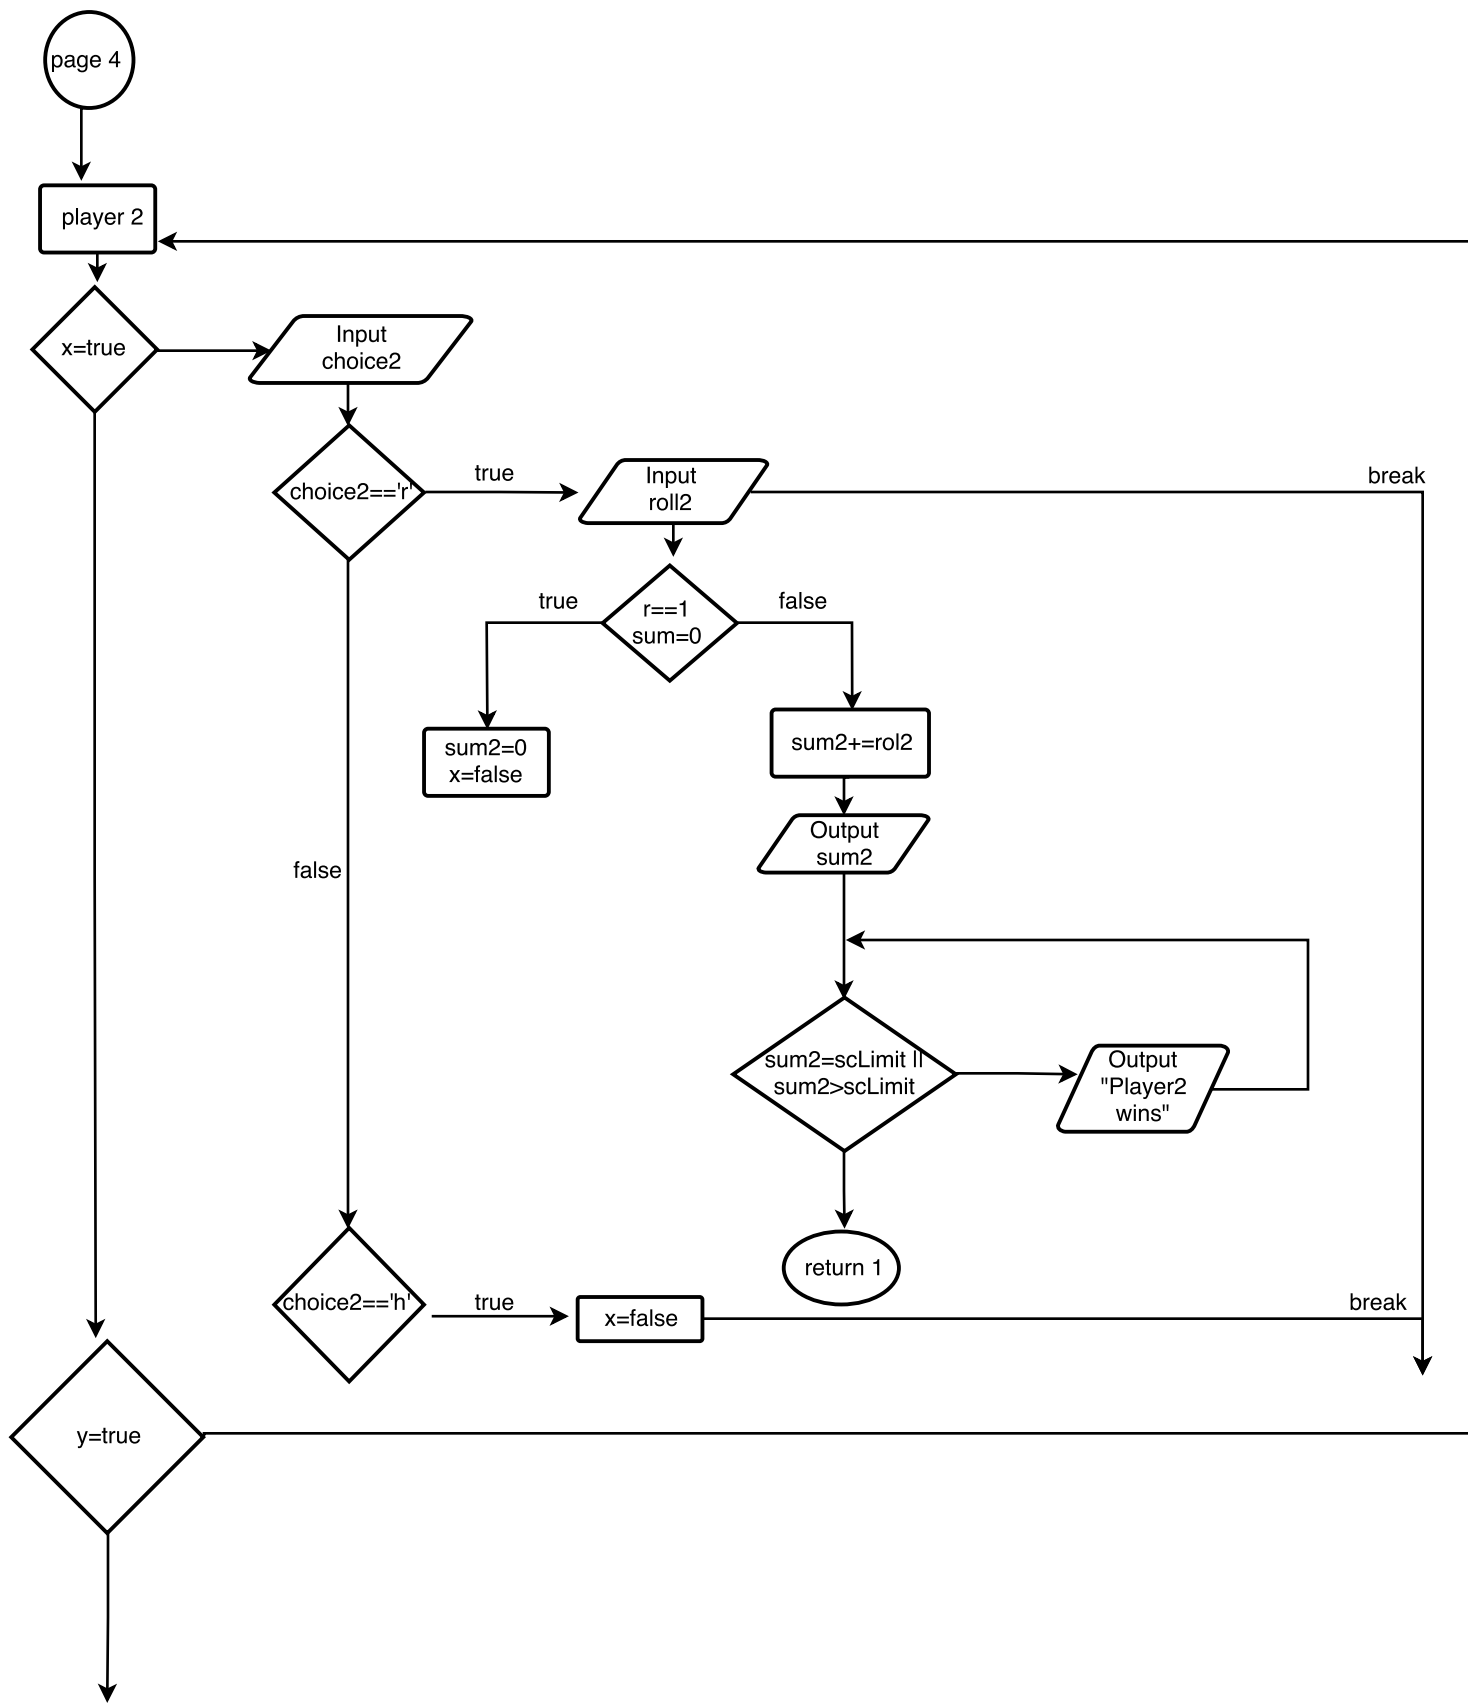 page 4
player 2
x=true
Input
choice2
choice2=='r'
true
Input
roll2
break
true
r==1
sum=0
false
sum2=0
x=false
sum2+=rol2
Output
sum2
false
sum2=scLimit ||
sum2>scLimit
Output
"Player2
wins"
return 1
choice2=='h'
true
x=false
break
y=true